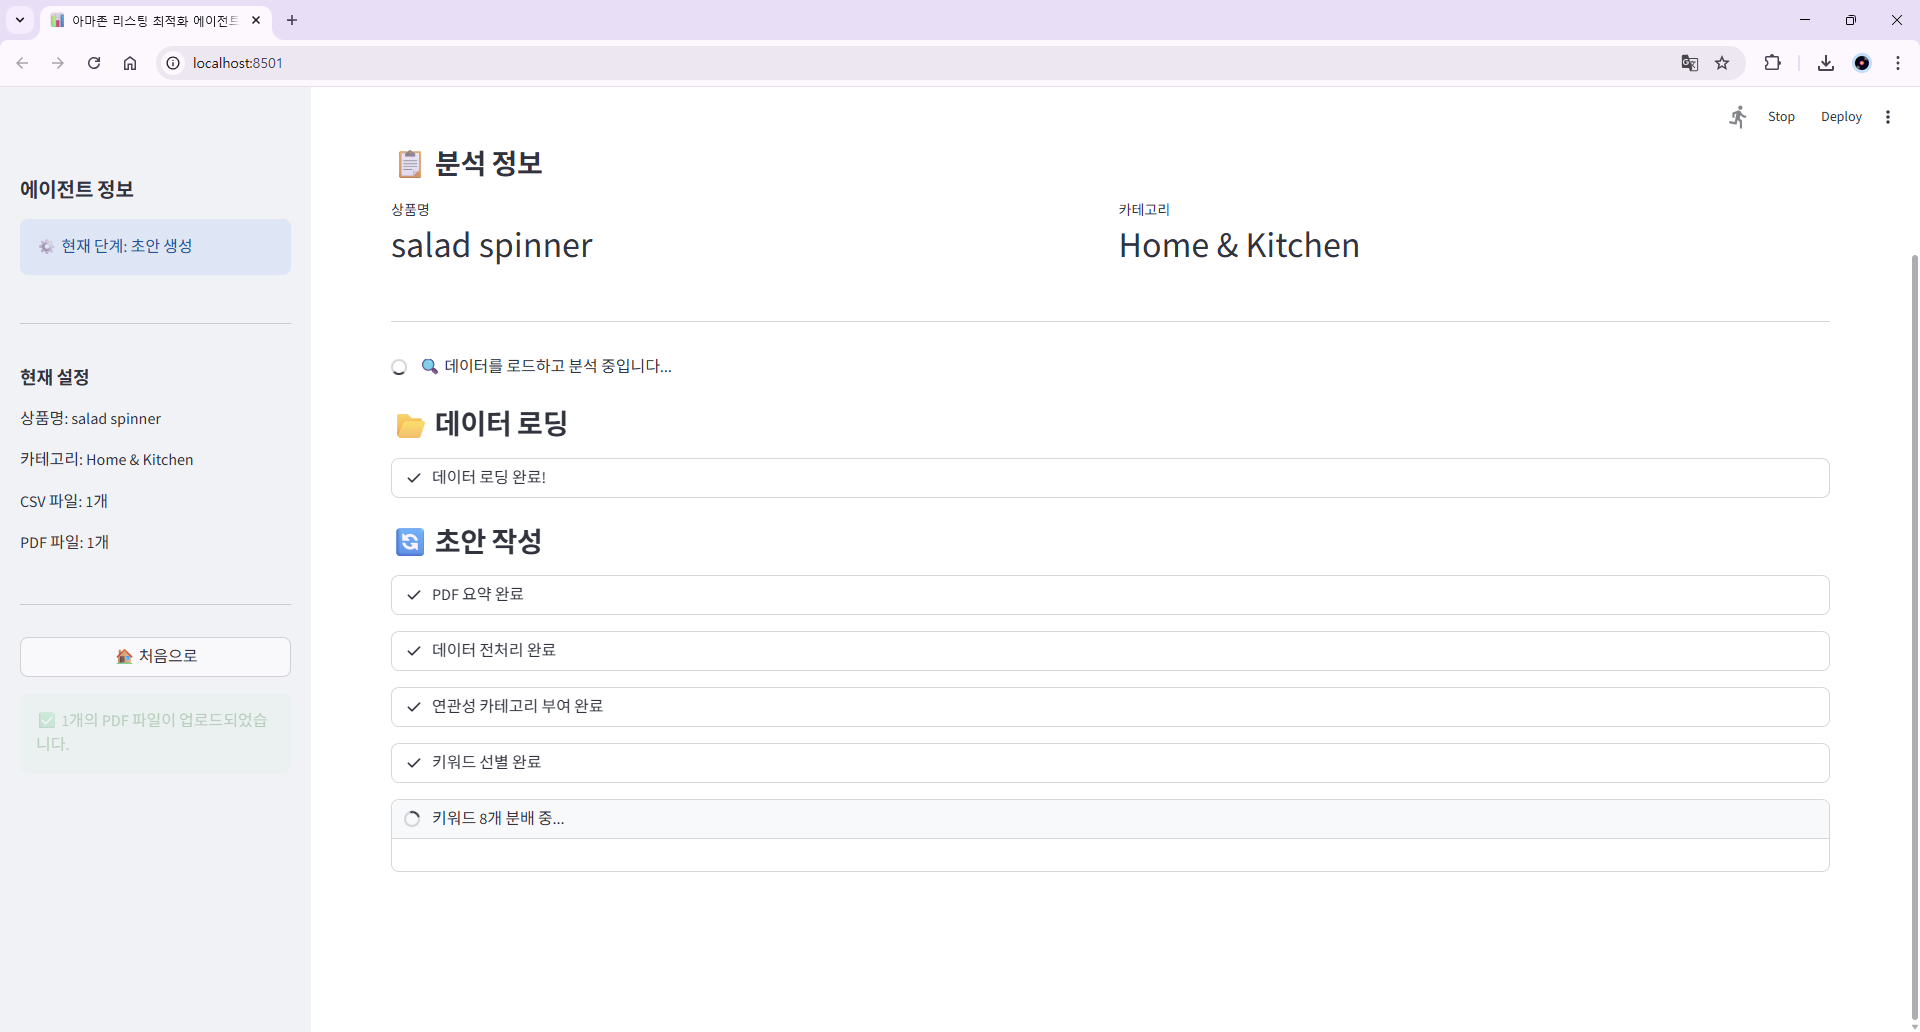 아마존 리스팅 최적화 에이전트
localhost:8501
Stop
Deploy
에이전트 정보
현재 단계: 초안 생성
현재 설정
상품명: salad spinner
카테고리: Home & Kitchen
CSV 파일: 1개
PDF 파일: 1개
처음으로
1개의 PDF 파일이 업로드되었습
니다.
분석 정보
상품명
salad spinner
카테고리
Home & Kitchen
데이터를 로드하고 분석 중입니다...
데이터 로딩
데이터 로딩 완료!
초안 작성
PDF 요약 완료
데이터 전처리 완료
연관성 카테고리 부여 완료
키워드 선별 완료
키워드 8개 분배 중...